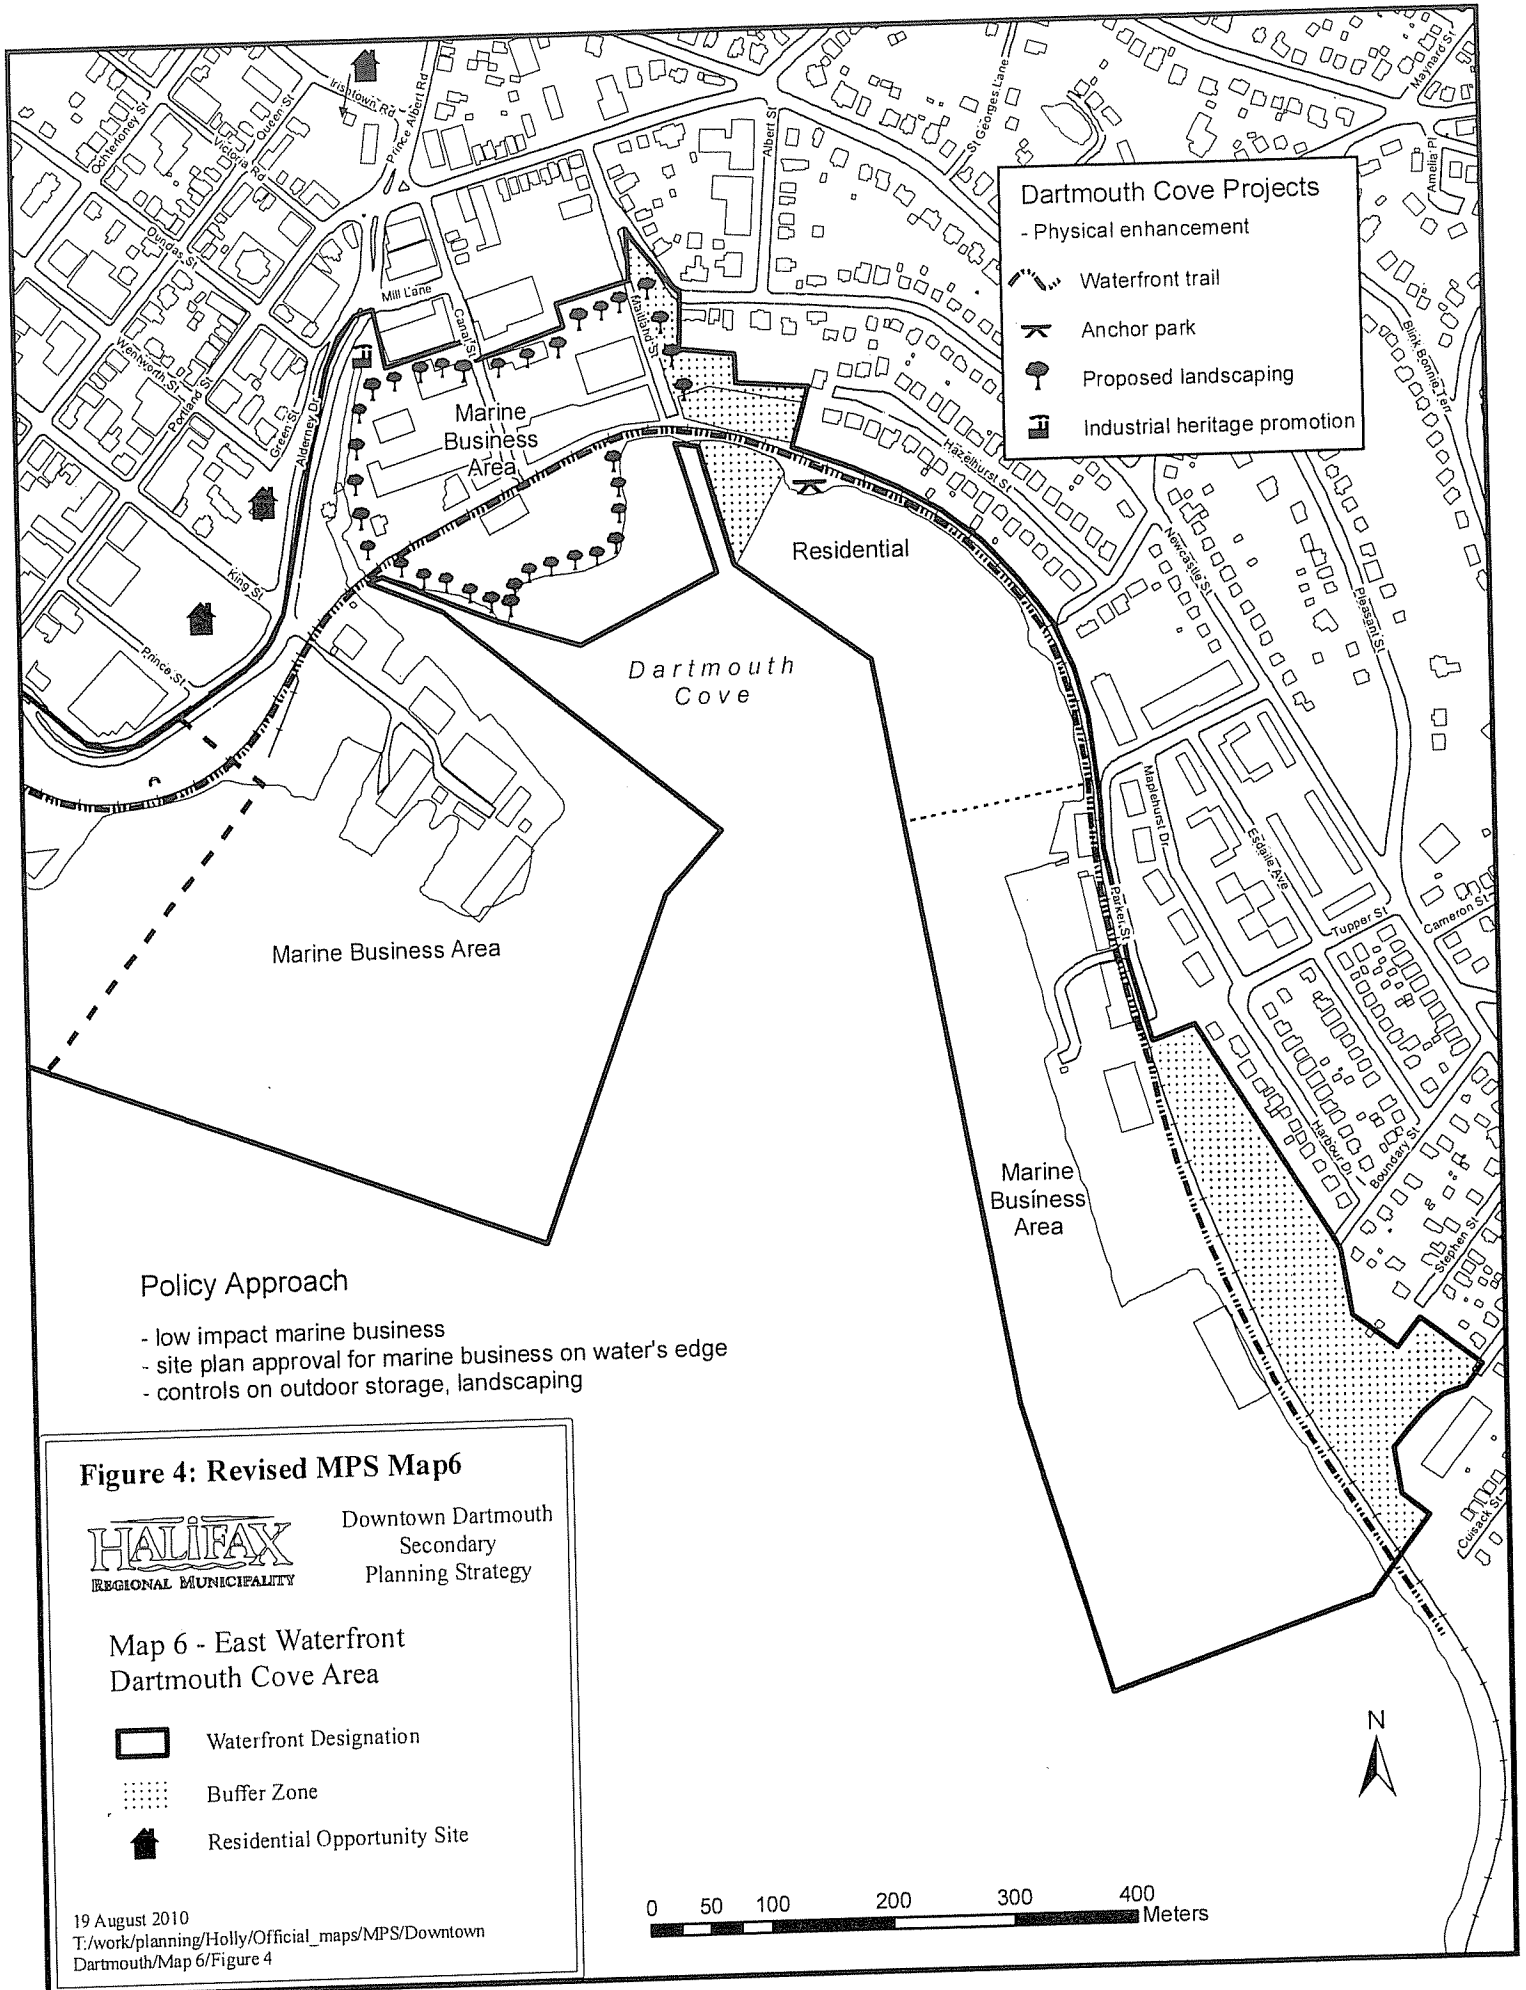 Dartmouth Cove Projects
- Physical enhancement
Waterfront trail
Anchor park
Proposed landscaping
Industrial heritage promotion
Maynard St
St Georges Lane
Amelia Pl
Albert St
Irishtown Rd
Prince Albert Rd
Queen St
Victoria Rd
Ochterloney St
Dundas St
Wentworth St
Portland St
Green St
Alderney Dr
Mill Lane
Canal St
Maitland St
King St
Prince St
Hazelhurst St
Newcastle St
Pleasant St
Blink Bonnie Terr
Marine
Business
Area
Residential
Dartmouth
Cove
Maplehurst Dr
Esdaile Ave
Parker St
Tupper St
Cameron St
Marine Business Area
Harbour Dr
Boundary St
Stephen St
Marine
Business
Area
Cuisack St
Policy Approach
- low impact marine business
- site plan approval for marine business on water's edge
- controls on outdoor storage, landscaping
Figure 4: Revised MPS Map6
HALIFAX
REGIONAL MUNICIPALITY
Downtown Dartmouth
Secondary
Planning Strategy
Map 6 - East Waterfront
Dartmouth Cove Area
Waterfront Designation
Buffer Zone
Residential Opportunity Site
19 August 2010
T:/work/planning/Holly/Official_maps/MPS/Downtown
Dartmouth/Map 6/Figure 4
N
0 50 100 200 300 400
Meters